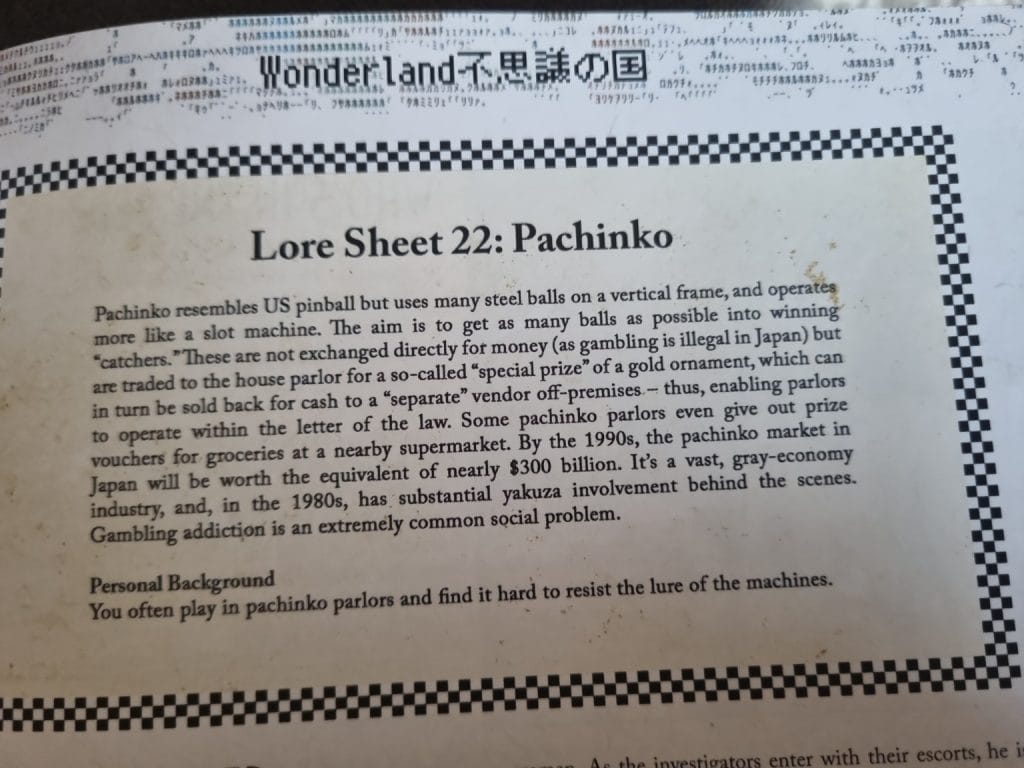 Wonderland不思議の国
Lore Sheet 22: Pachinko
Pachinko resembles US pinball but uses many steel balls on a vertical frame, and operates
more like a slot machine. The aim is to get as many balls as possible into winning
“catchers.” These are not exchanged directly for money (as gambling is illegal in Japan) but
are traded to the house parlor for a so-called “special prize” of a gold ornament, which can
in turn be sold back for cash to a “separate” vendor off-premises – thus, enabling parlors
to operate within the letter of the law. Some pachinko parlors even give out prize
vouchers for groceries at a nearby supermarket. By the 1990s, the pachinko market in
Japan will be worth the equivalent of nearly $300 billion. It’s a vast, gray-economy
industry, and, in the 1980s, has substantial yakuza involvement behind the scenes.
Gambling addiction is an extremely common social problem.
Personal Background
You often play in pachinko parlors and find it hard to resist the lure of the machines.
As the investigators enter with their escorts, he is